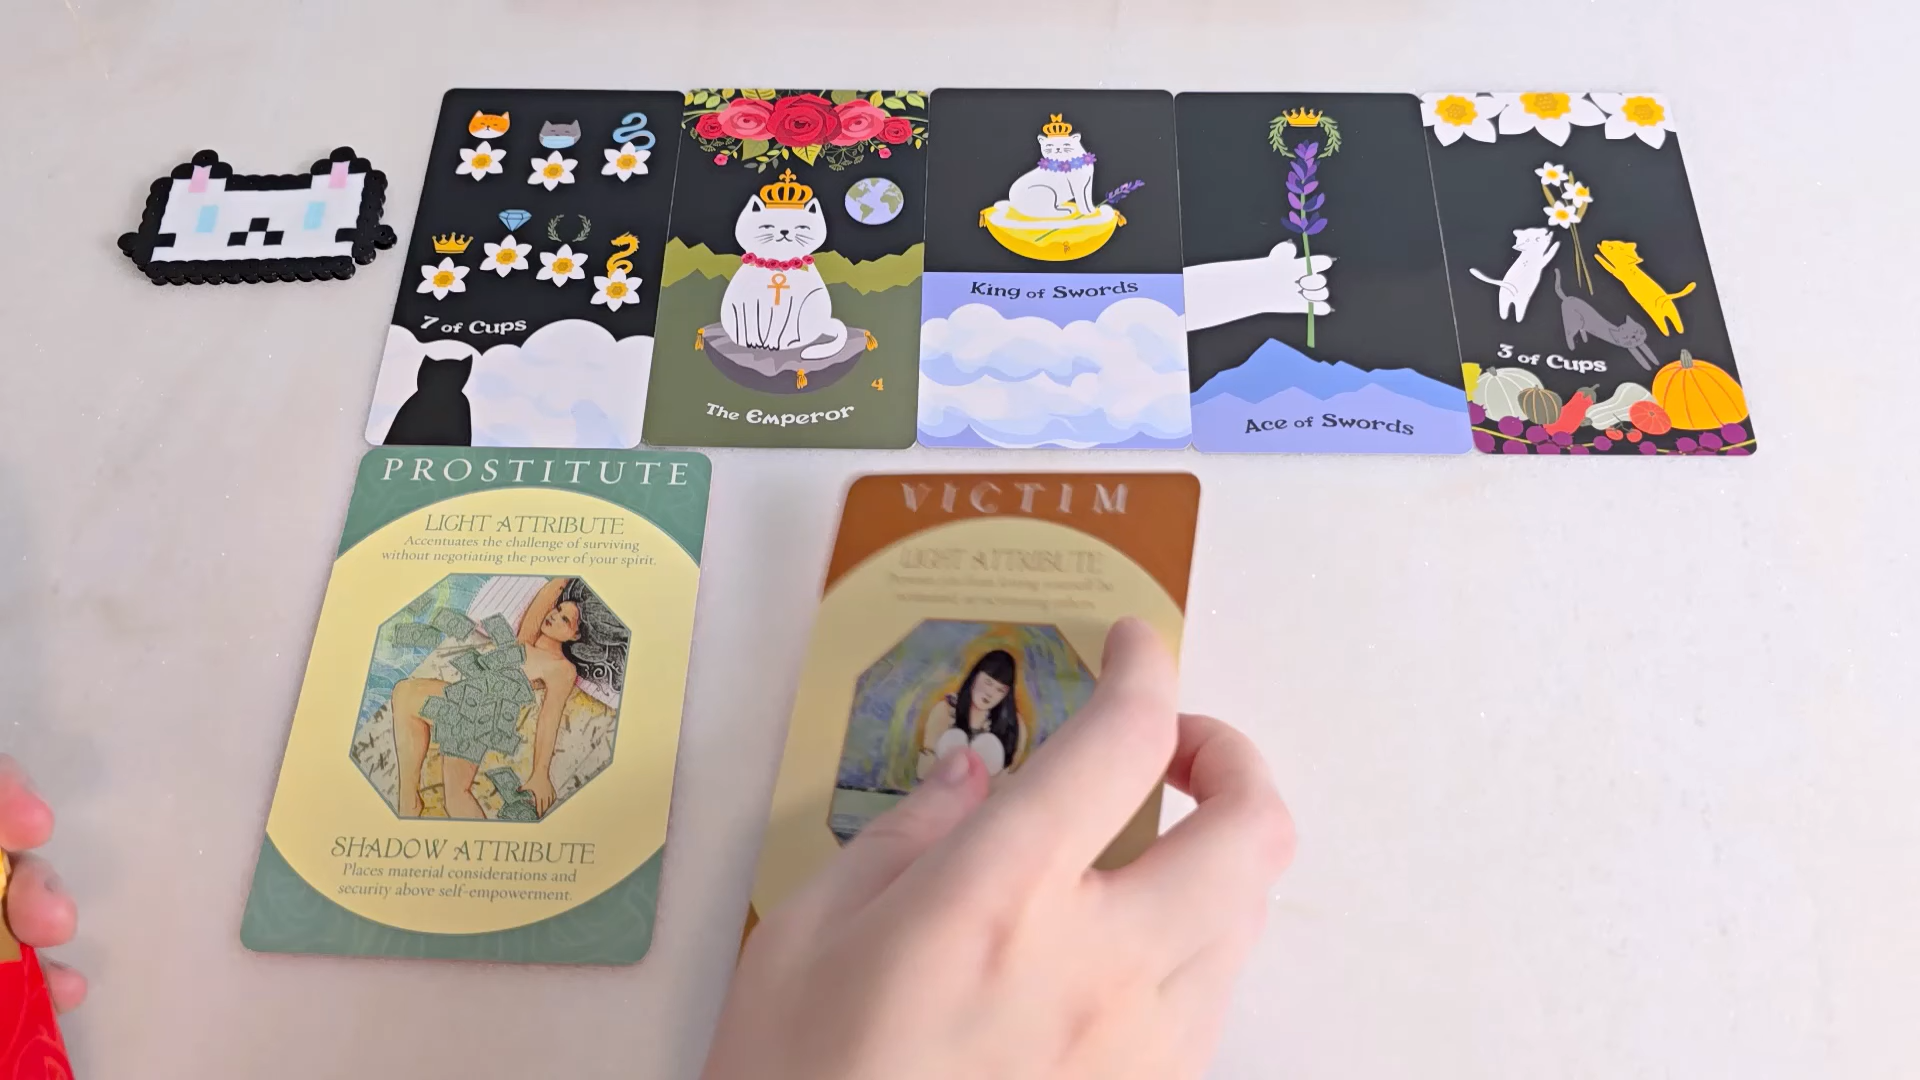 7 of Cups
4
The Emperor
King of Swords
Ace of Swords
3 of Cups
PROSTITUTE
LIGHT ATTRIBUTE
Accentuates the challenge of surviving
without negotiating the power of your spirit.
SHADOW ATTRIBUTE
Places material considerations and
security above self-empowerment.
VICTIM
LIGHT ATTRIBUTE